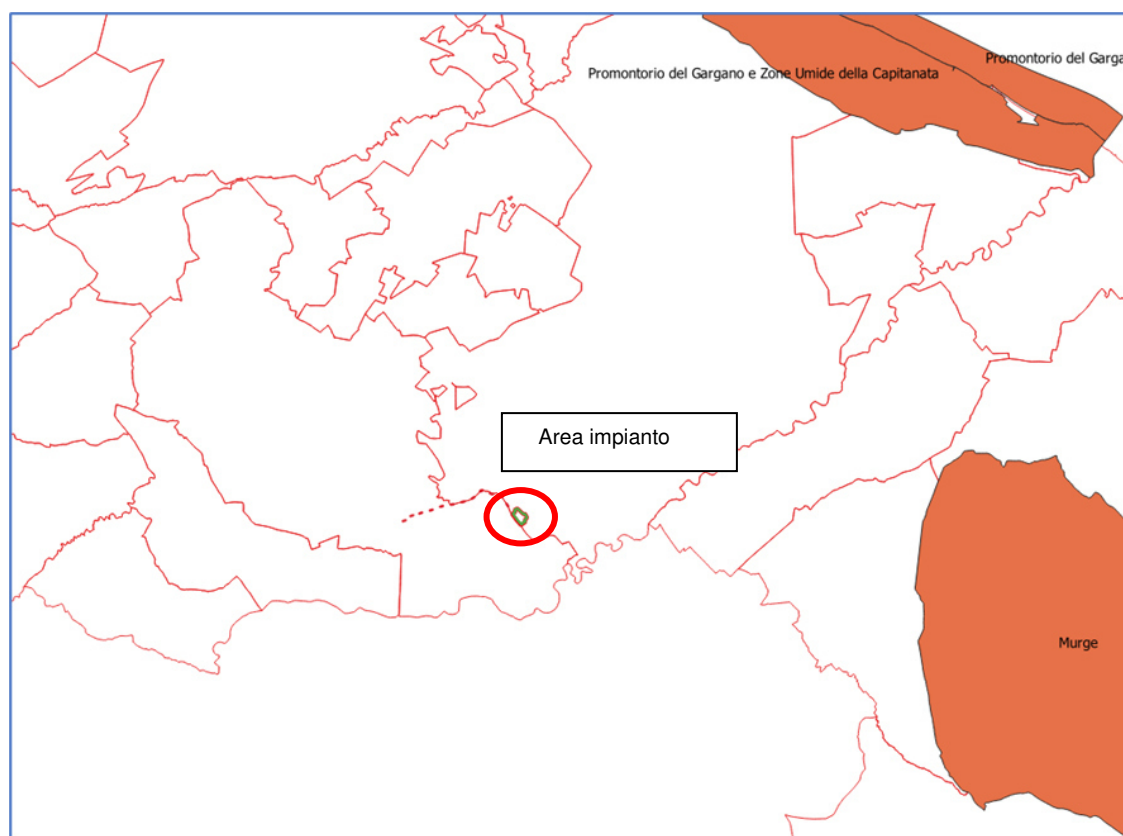 Promontorio del Garga
Promontorio del Gargano e Zone Umide della Capitanata
Area impianto
Murge